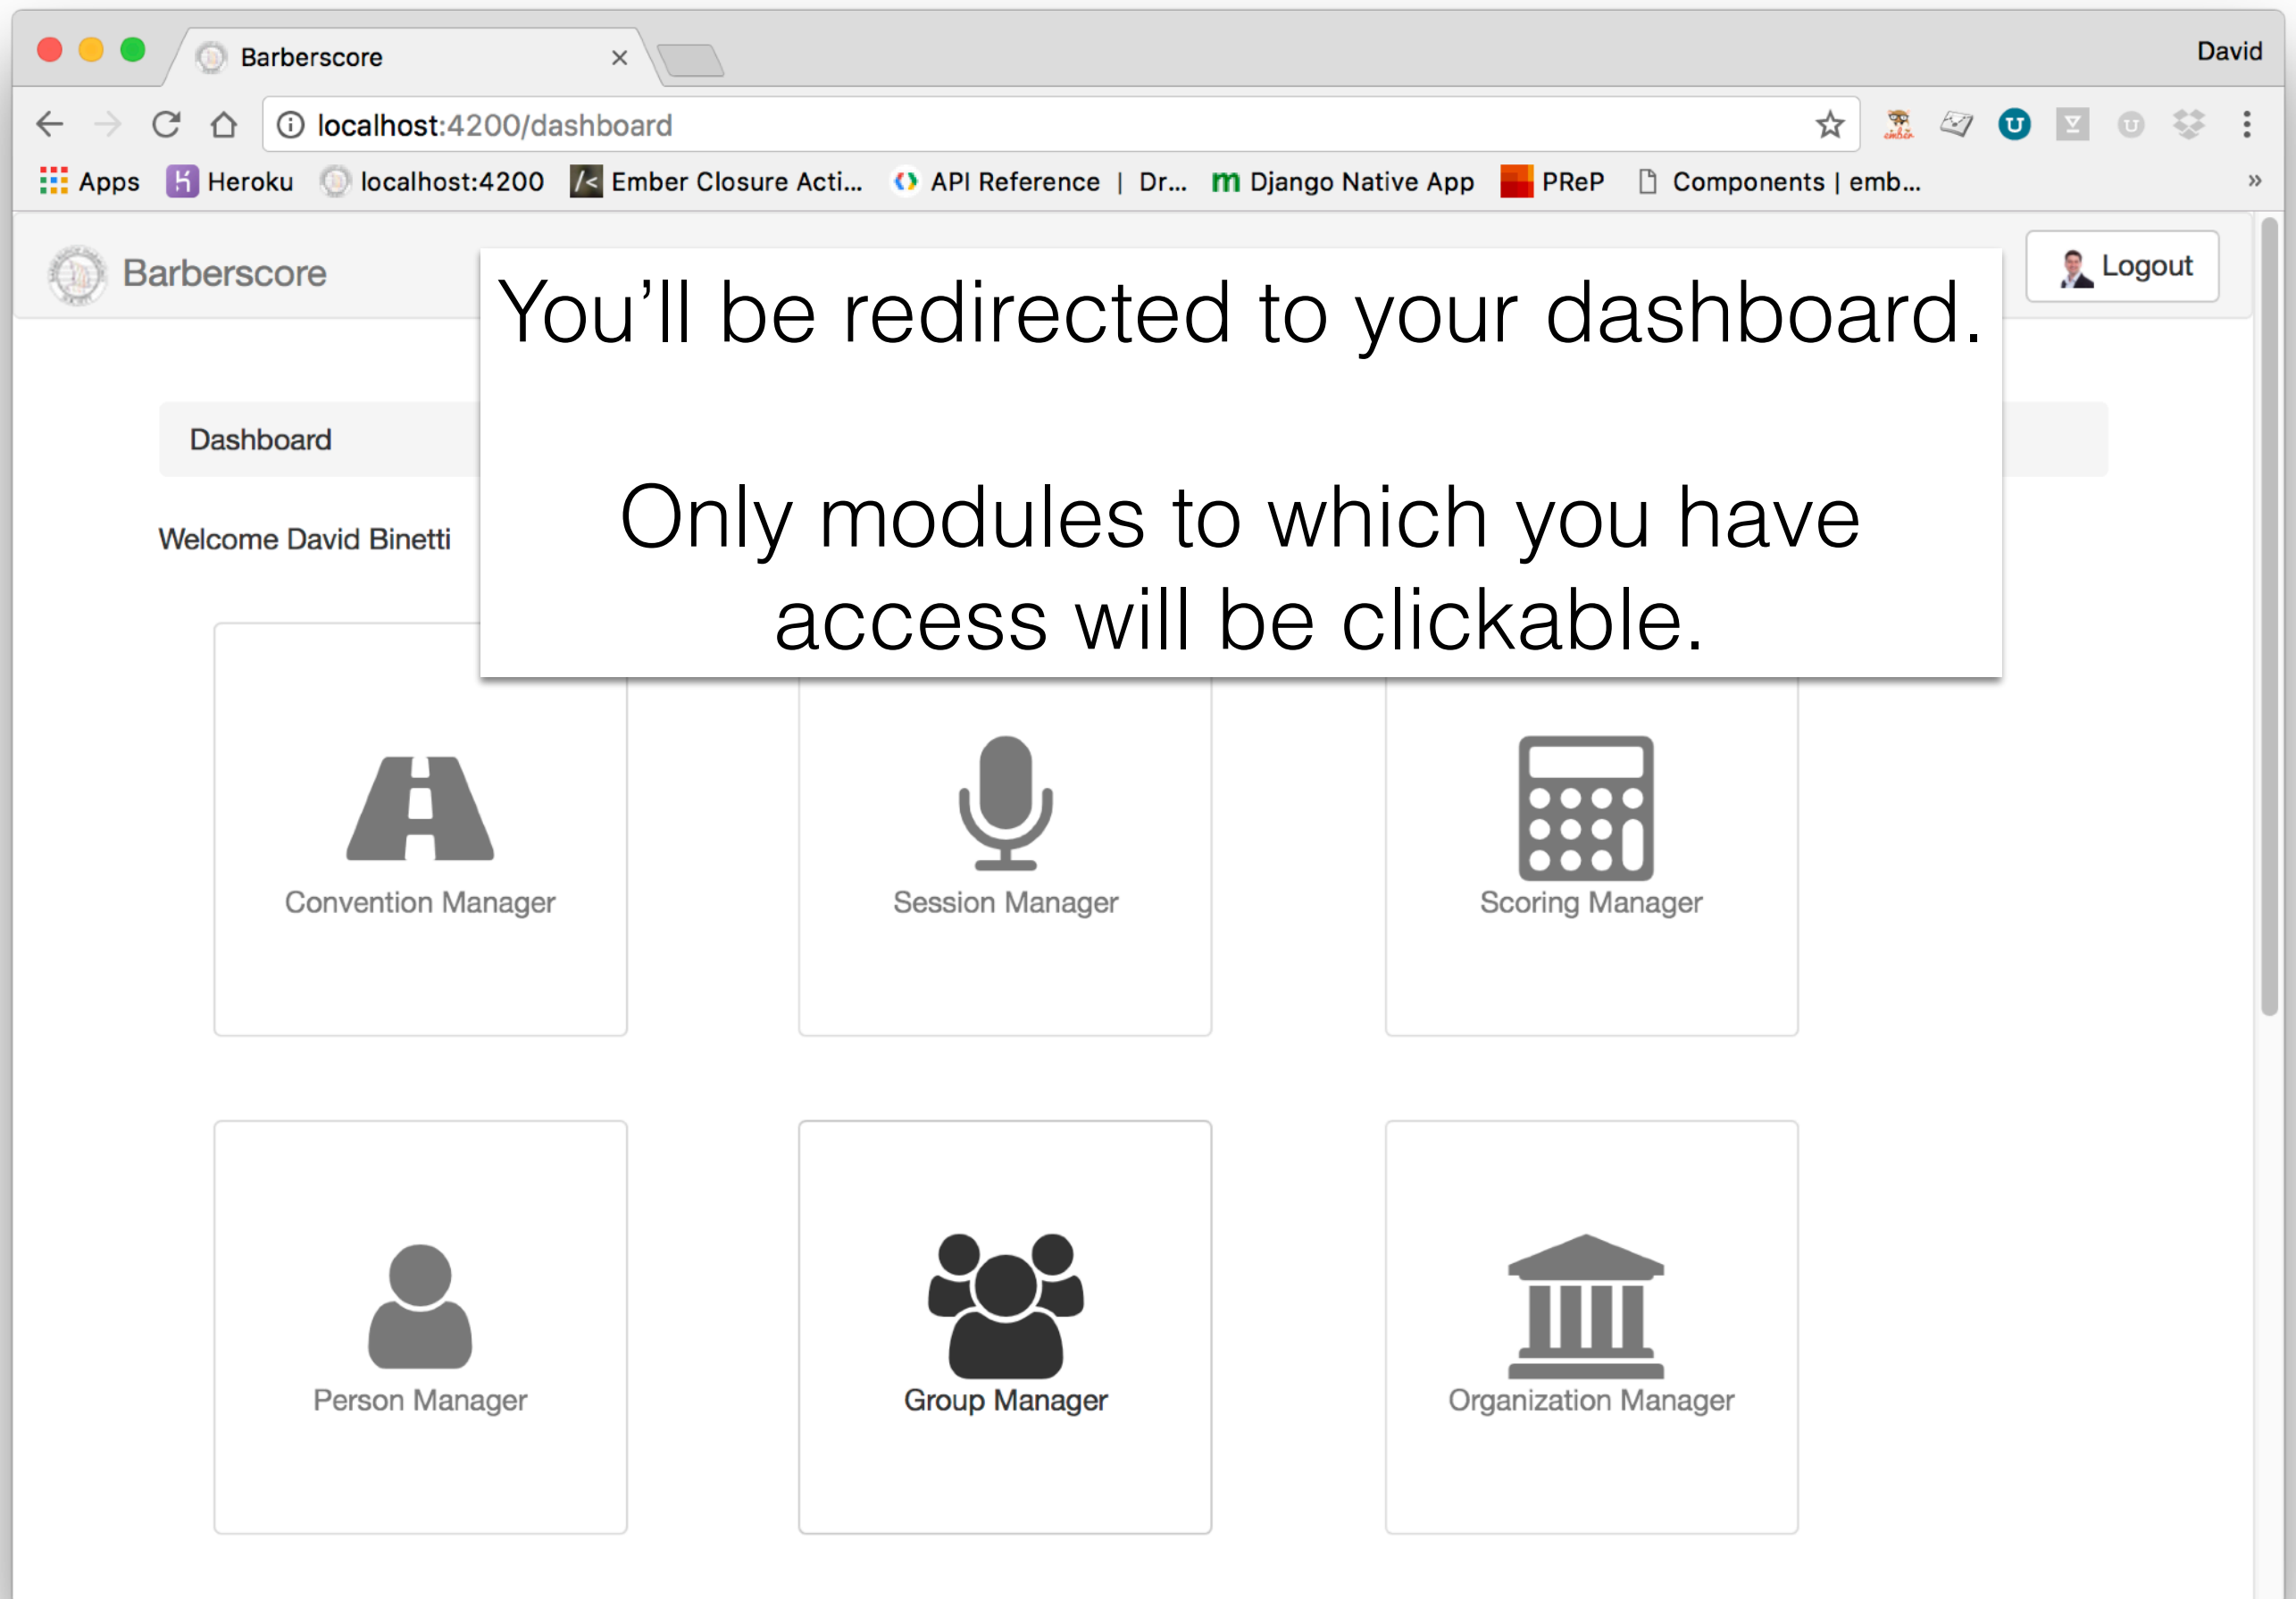 Barberscore
David
localhost:4200/dashboard
Apps Heroku localhost:4200 Ember Closure Acti... API Reference | Dr... Django Native App PReP Components | emb... »
Barberscore
Logout
You’ll be redirected to your dashboard.
Only modules to which you have
access will be clickable.
Dashboard
Welcome David Binetti
Convention Manager
Session Manager
Scoring Manager
Person Manager
Group Manager
Organization Manager